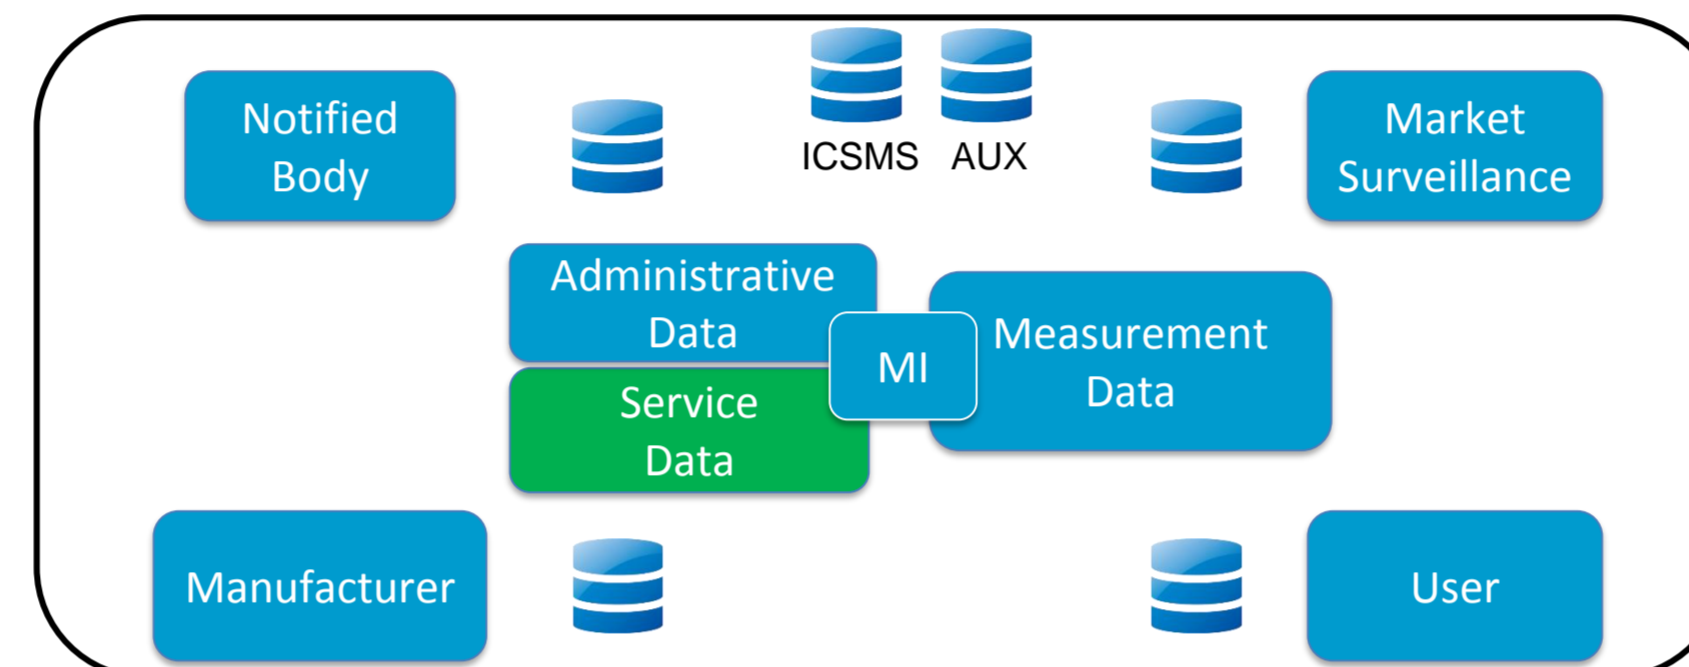 Notified
Body
ICSMS AUX
Market
Surveillance
Administrative
Data
MI
Measurement
Data
Service
Data
Manufacturer
User